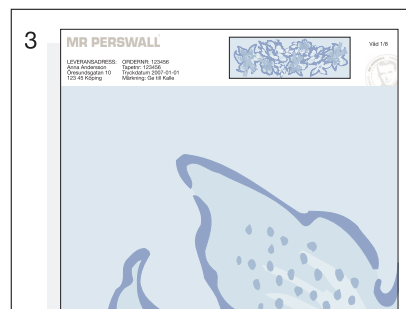 3
MR PERSWALL
Våd 1/8
LEVERANSADRESS: ORDERNR: 123456
Anna Andersson Tapetnr: 123456
Öresundsgatan 10 Tryckdatum 2007-01-01
123 45 Köping Märkning: Ge till Kalle